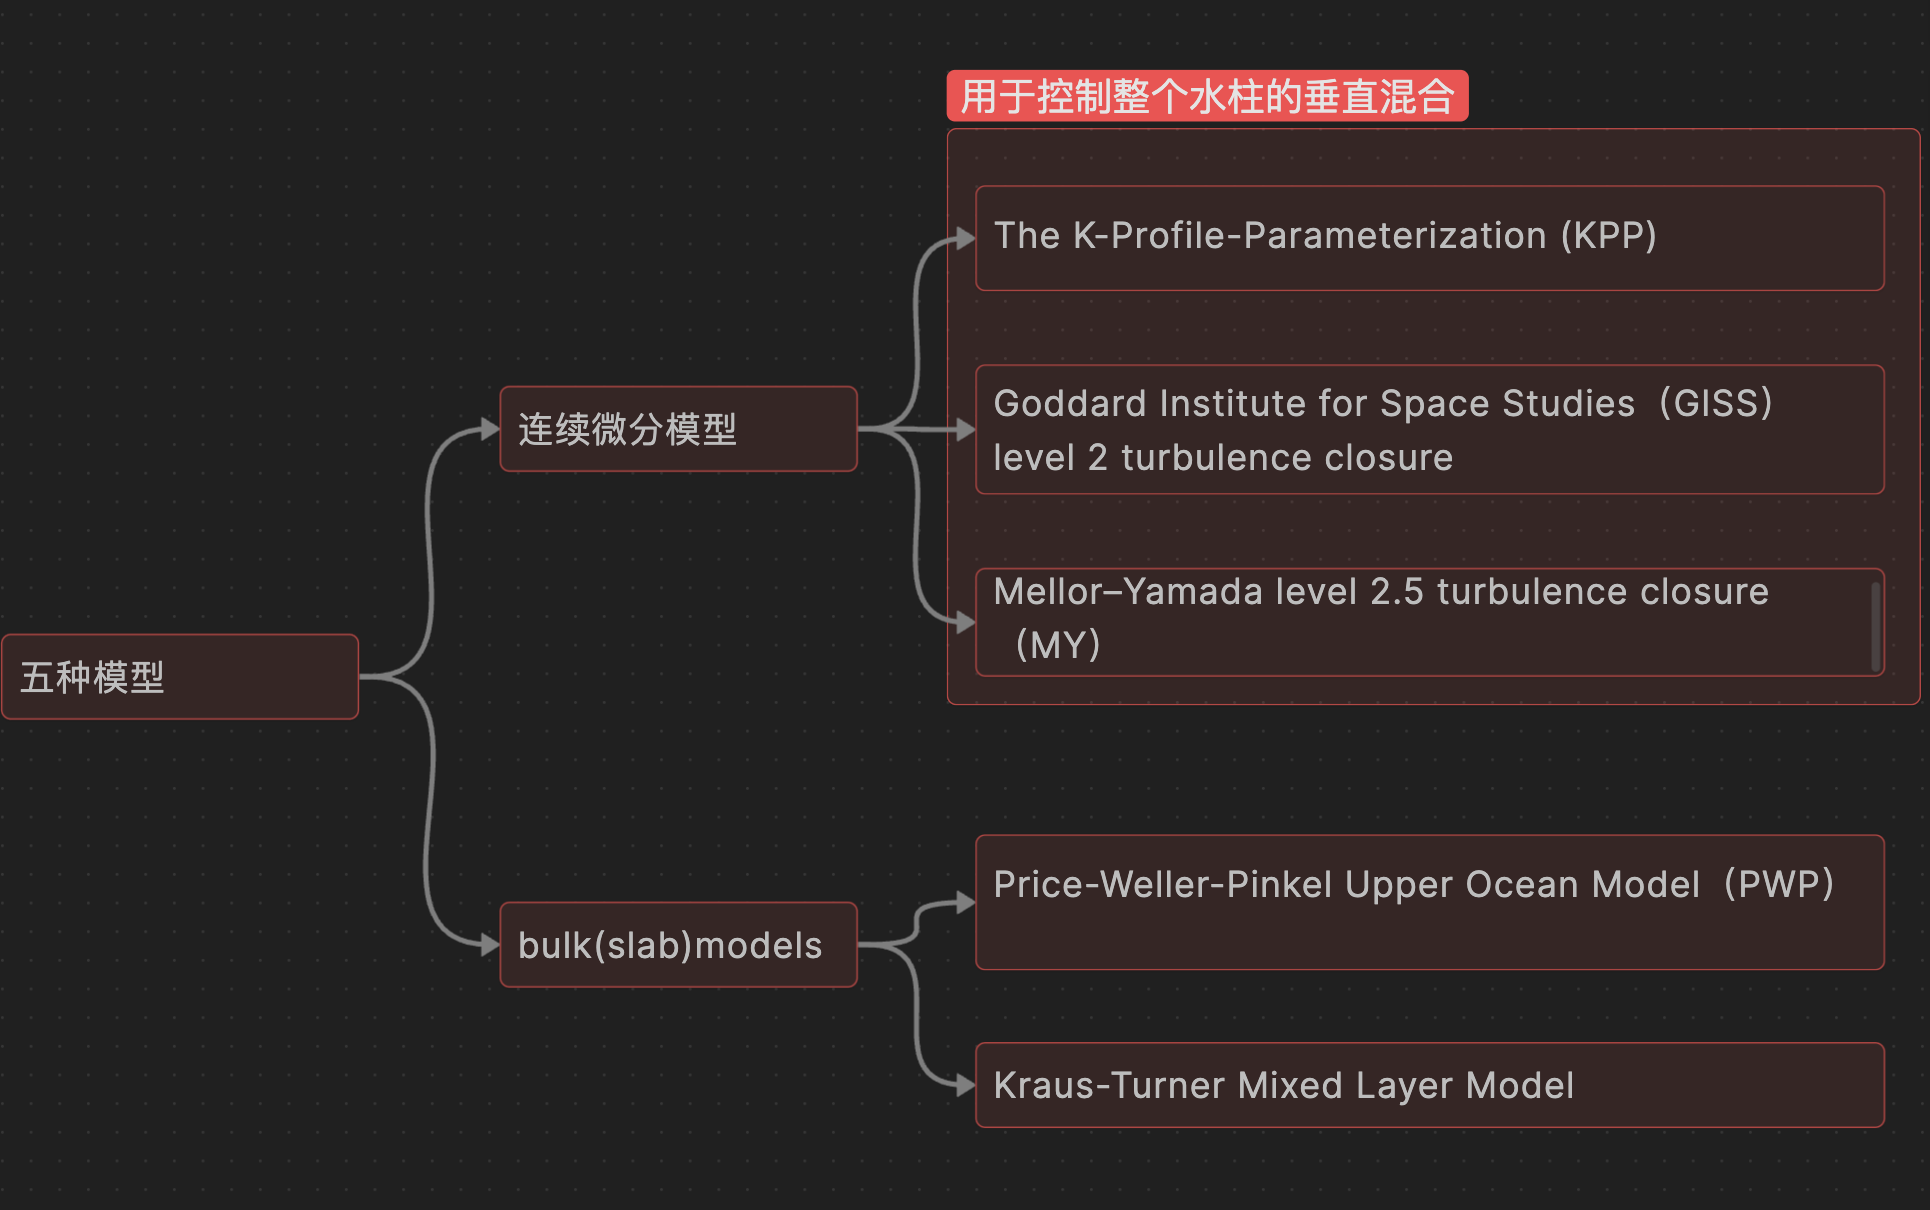 用于控制整个水柱的垂直混合
The K-Profile-Parameterization (KPP)
Goddard Institute for Space Studies（GISS）
level 2 turbulence closure
连续微分模型
Mellor–Yamada level 2.5 turbulence closure
（MY）
五种模型
Price-Weller-Pinkel Upper Ocean Model（PWP）
bulk(slab)models
Kraus-Turner Mixed Layer Model